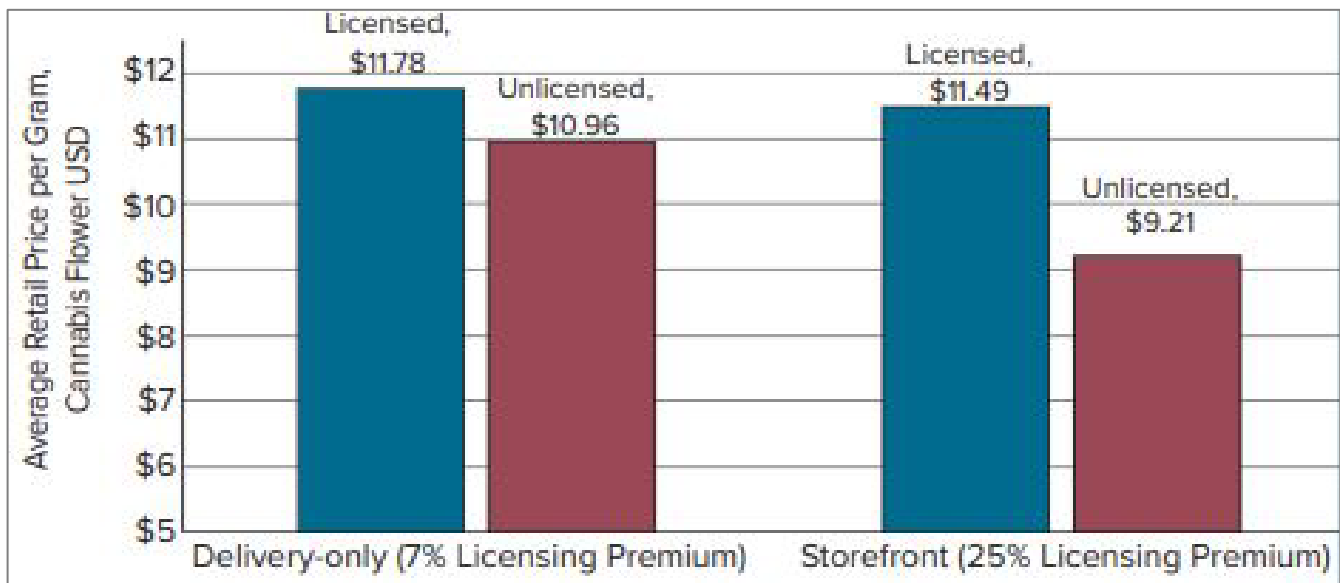 Average Retail Price per Gram,
Cannabis Flower USD
$12
$11
$10
$9
$8
$7
$6
$5
Licensed,
$11.78
Unlicensed,
$10.96
Licensed,
$11.49
Unlicensed,
$9.21
Delivery-only (7% Licensing Premium)
Storefront (25% Licensing Premium)